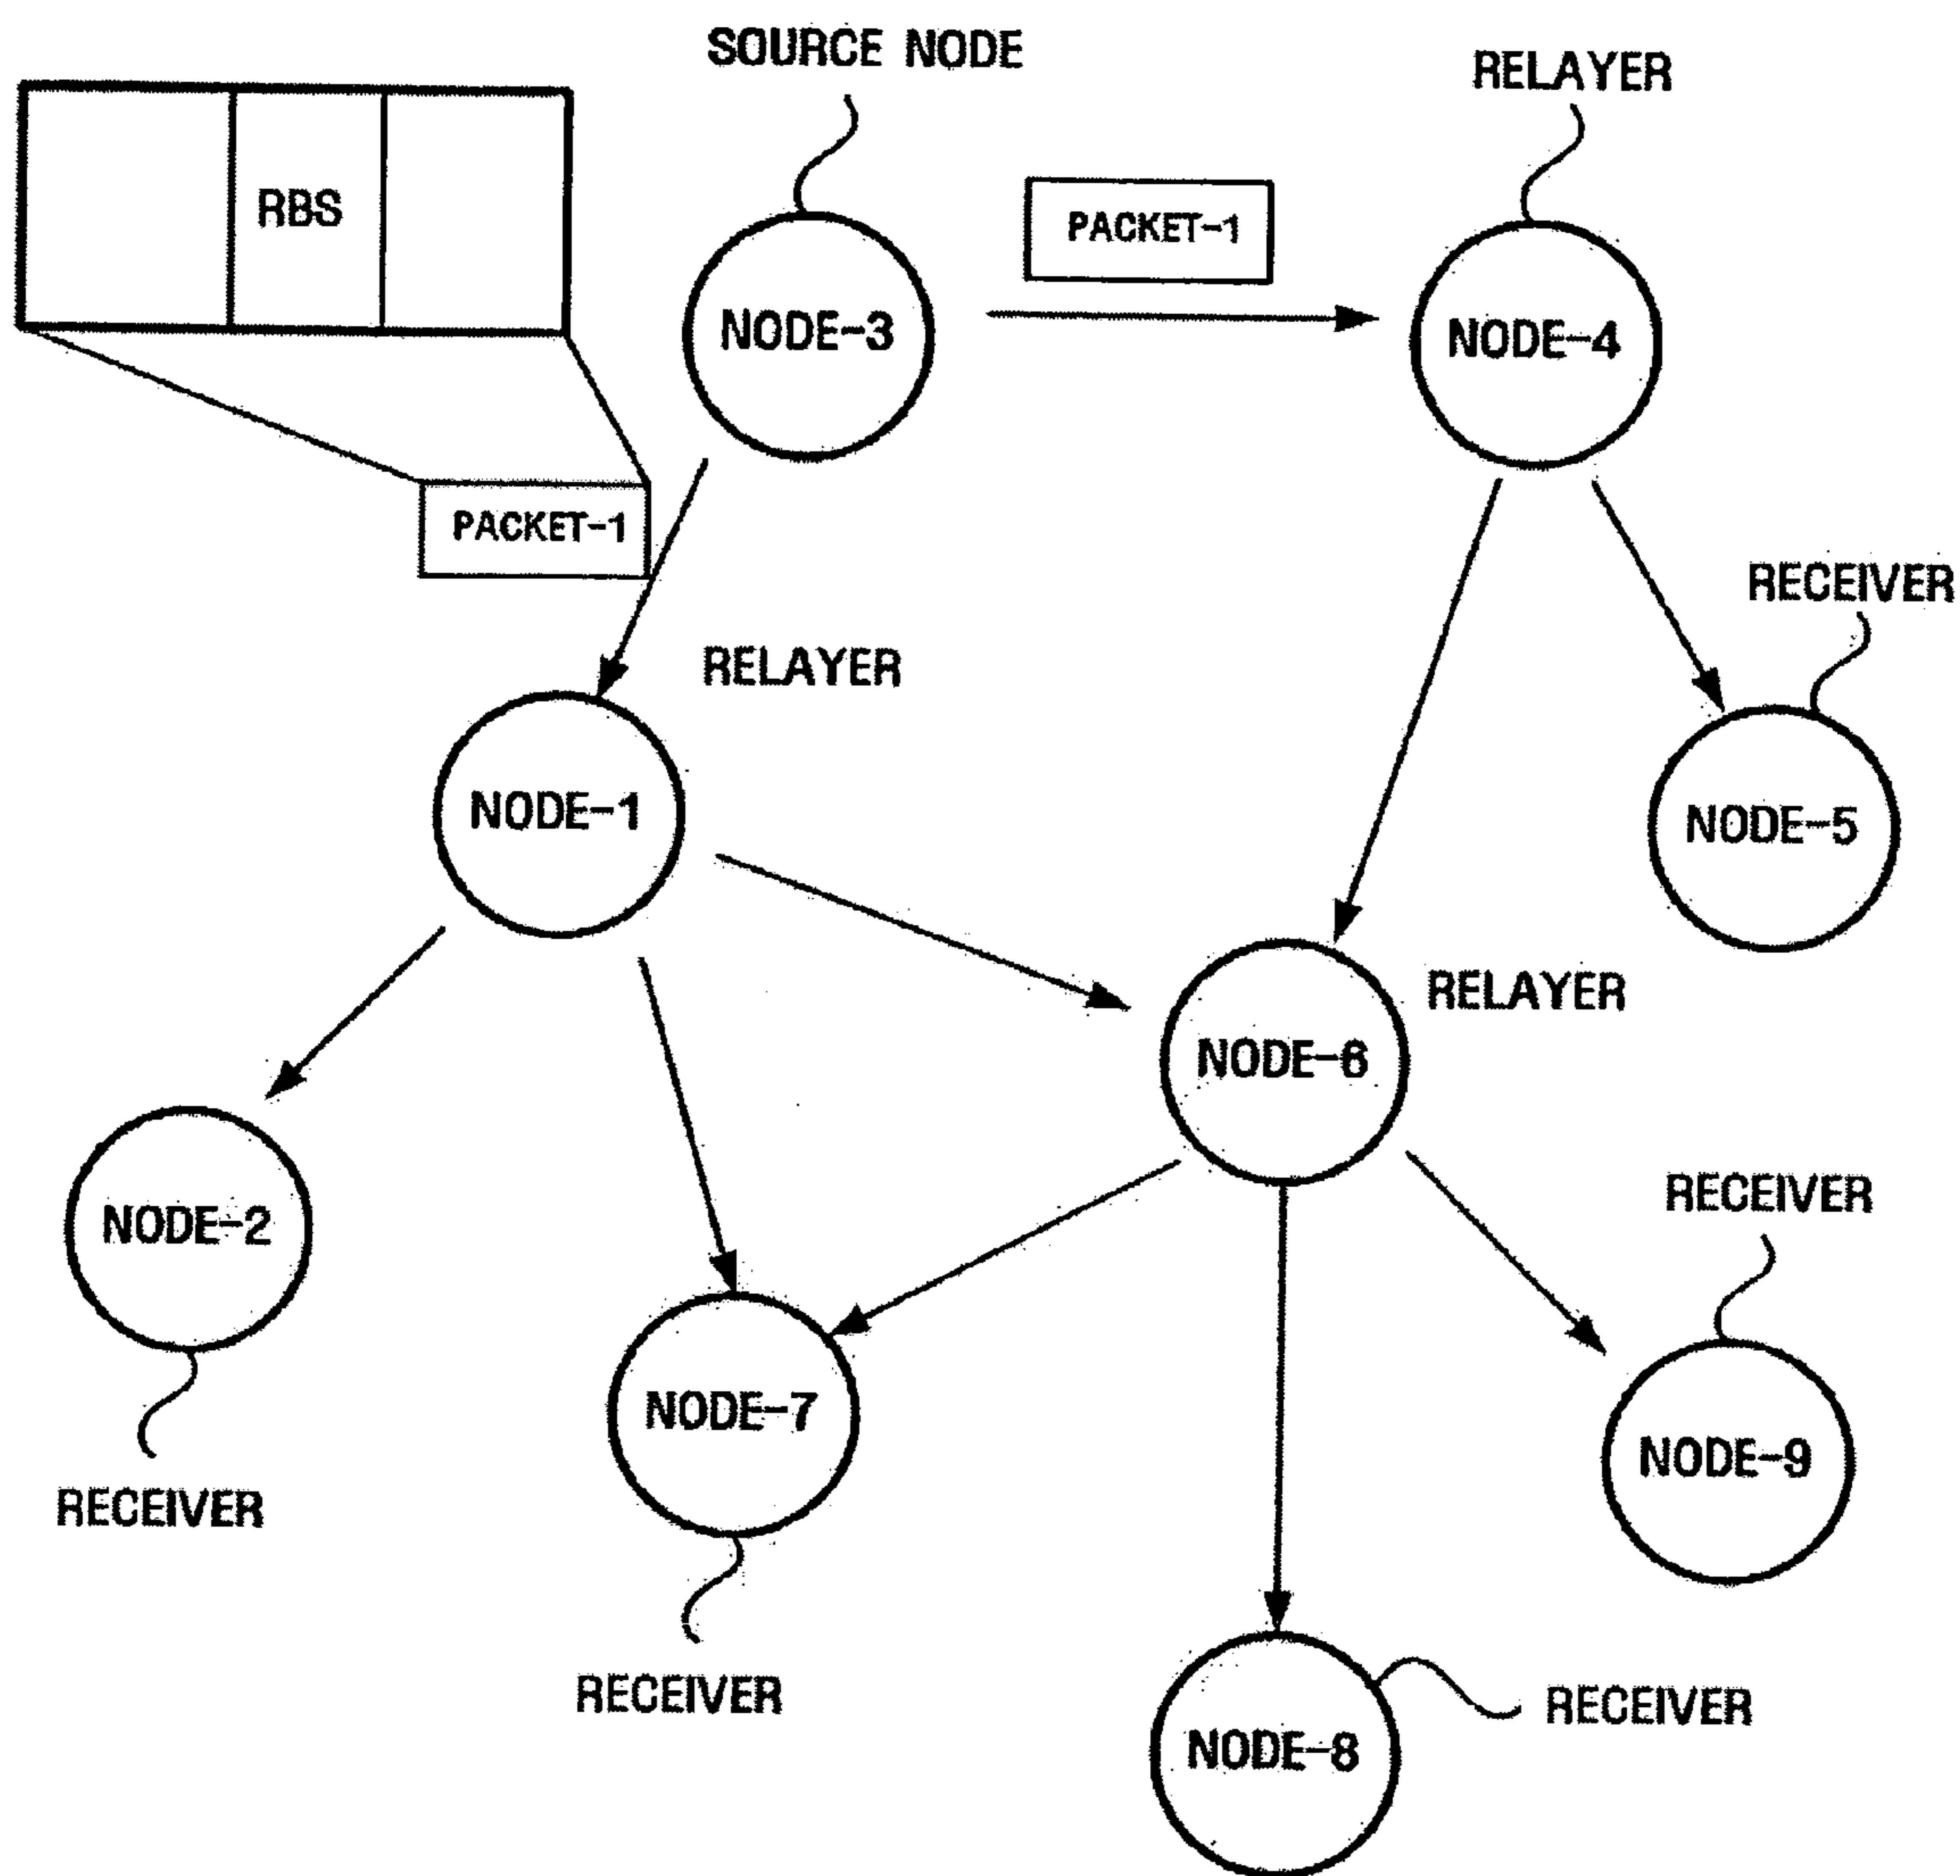 SOURCE NODE
RELAYER
RBS
PACKET-1
NODE-3
NODE-4
PACKET-1
RECEIVER
RELAYER
NODE-1
NODE-5
RELAYER
NODE-6
RECEIVER
NODE-2
NODE-7
NODE-9
RECEIVER
RECEIVER
RECEIVER
NODE-8